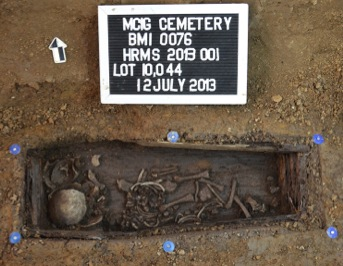 MCIG CEMETERY
BMI 0076
HRMS 2013 001
LOT 10,044
12 JULY 2013